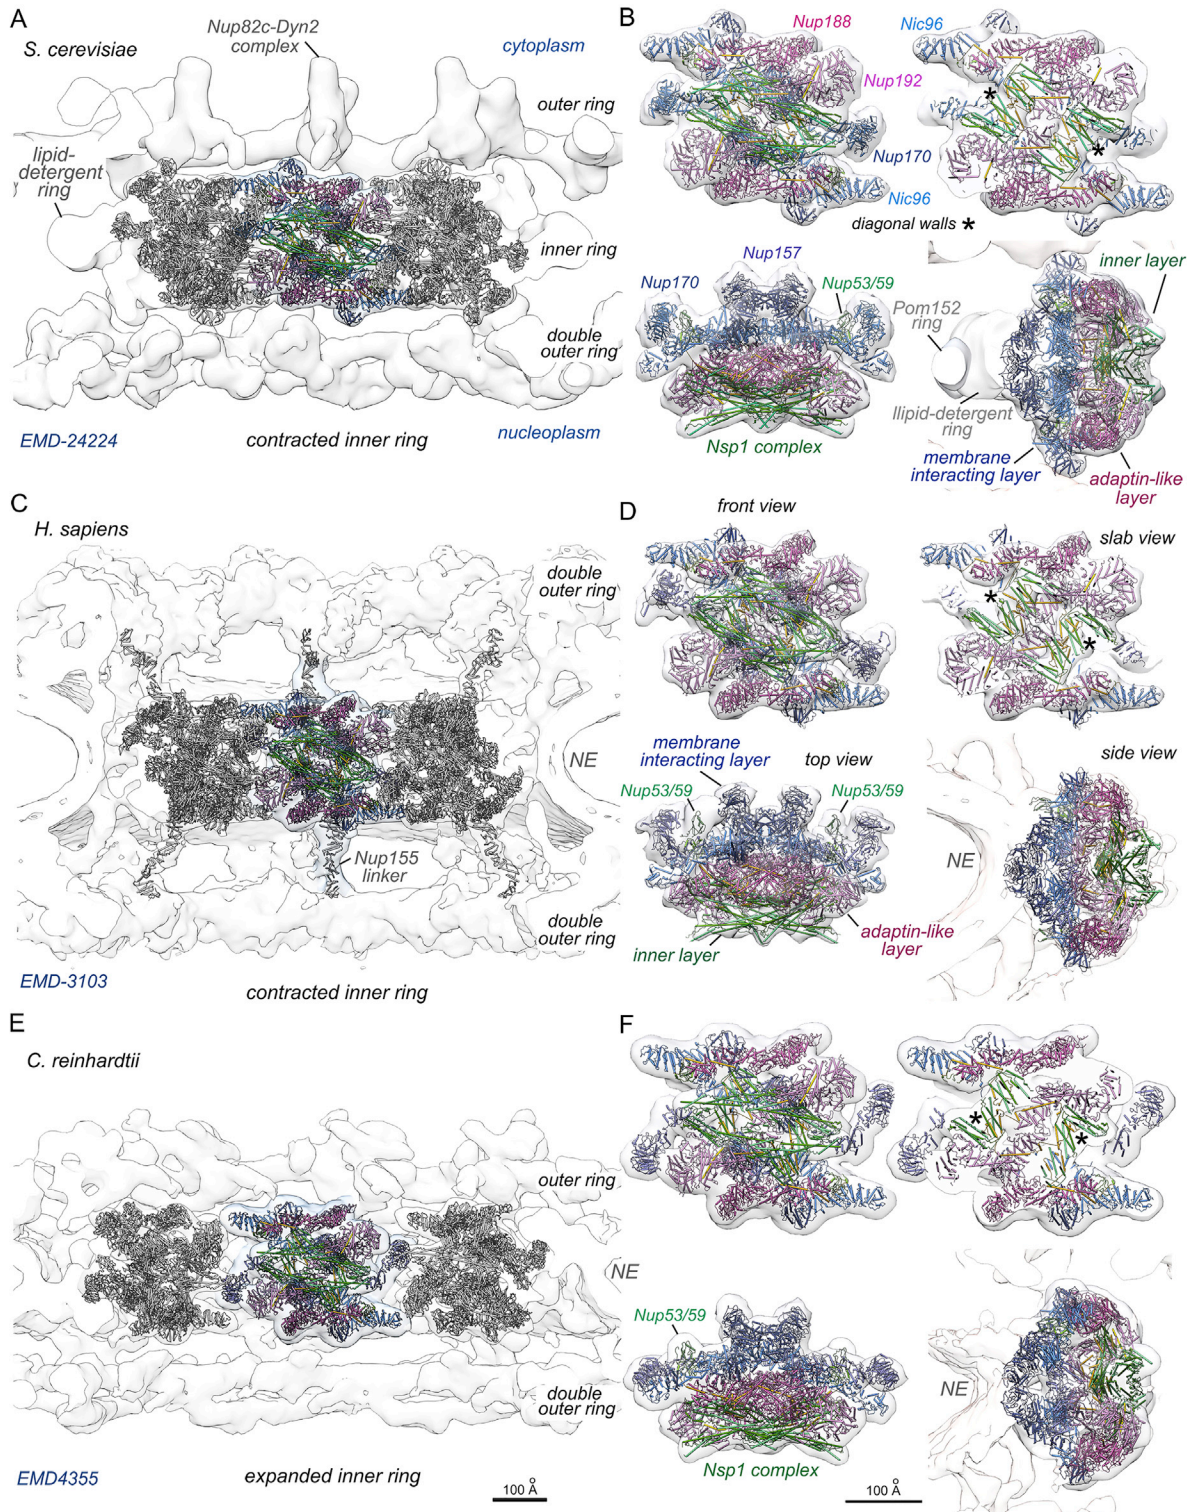 A
S. cerevisiae
Nup82c-Dyn2
complex
cytoplasm
outer ring
lipid-
detergent
ring
inner ring
double
outer ring
EMD-24224
contracted inner ring
nucleoplasm
B
Nup188
Nic96
Nup192
Nup170
Nic96
diagonal walls *
*
*
Nup157
Nup170
Nup53/59
Nsp1 complex
inner layer
Pom152
ring
llipid-detergent
ring
membrane
interacting layer
adaptin-like
layer
C
H. sapiens
double
outer ring
NE
Nup155
linker
double
outer ring
EMD-3103
contracted inner ring
D
front view
slab view
*
*
membrane
interacting layer
top view
side view
Nup53/59
Nup53/59
NE
adaptin-like
layer
inner layer
E
C. reinhardtii
outer ring
NE
double
outer ring
EMD4355
expanded inner ring
100 Å
F
*
*
Nup53/59
NE
Nsp1 complex
100 Å